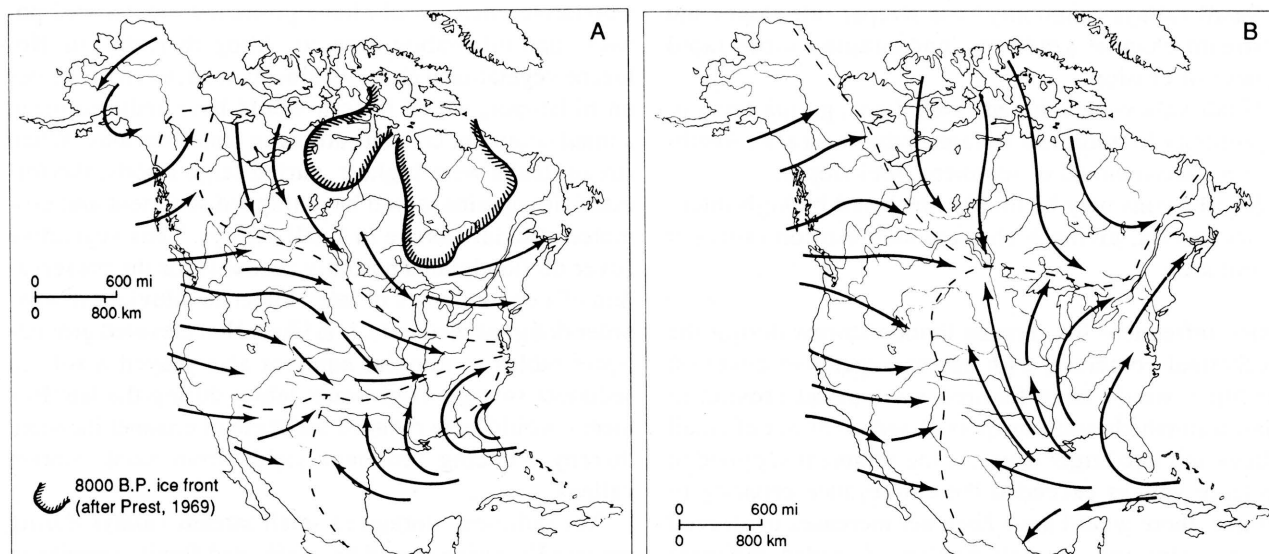 A
0 600 mi
0 800 km
8000 B.P. ice front
(after Prest, 1969)
B
0 600 mi
0 800 km